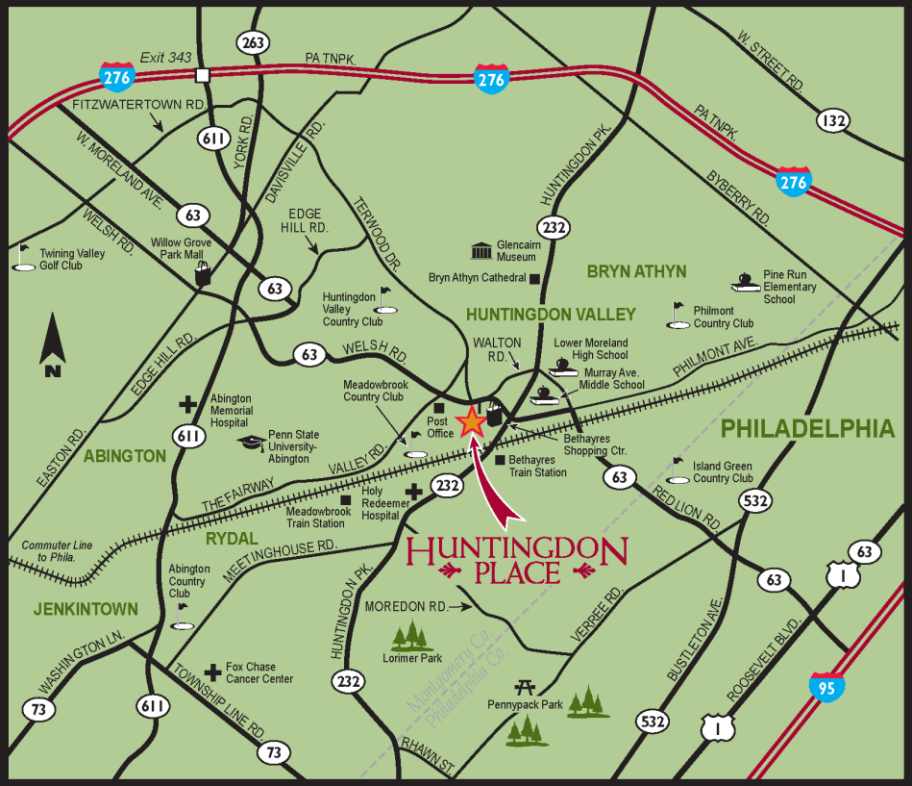 263
Exit 343
PA TNPK.
276
276
W. STREET RD.
FITZWATERTOWN RD.
611
YORK RD.
DAVISVILLE RD.
HUNTINGDON PK.
PA TNPK.
132
W. MORELAND AVE.
276
BYBERRY RD.
63
EDGE
HILL RD.
TERWOOD DR.
232
WELSH RD.
Willow Grove
Park Mall
Twining Valley
Golf Club
Glencairn
Museum
Bryn Athyn Cathedral
BRYN ATHYN
Pine Run
Elementary
School
63
Huntingdon
Valley
Country Club
HUNTINGDON VALLEY
Philmont
Country Club
N
EDGE HILL RD.
63
WELSH RD.
WALTON
RD.
Lower Moreland
High School
Murray Ave.
Middle School
PHILMONT AVE.
Meadowbrook
Country Club
Abington
Memorial
Hospital
Post
Office
611
Penn State
University-
Abington
Bethayres
Shopping Ctr.
PHILADELPHIA
EASTON RD.
ABINGTON
VALLEY RD.
Bethayres
Train Station
Island Green
Country Club
THE FAIRWAY
232
63
RED LION RD.
532
Meadowbrook
Train Station
Holy
Redeemer
Hospital
Commuter Line
to Phila.
RYDAL
MEETINGHOUSE RD.
HUNTINGDON
PLACE
63
1
Abington
Country
Club
63
JENKINTOWN
HUNTINGDON PK.
MOREDON RD.
VERREE RD.
BUSTLETON AVE.
ROOSEVELT BLVD.
WASHINGTON LN.
Lorimer Park
Montgomery Co.
Philadelphia Co.
TOWNSHIP LINE RD.
Fox Chase
Cancer Center
232
95
73
611
Pennypack Park
532
1
73
RHAWN ST.